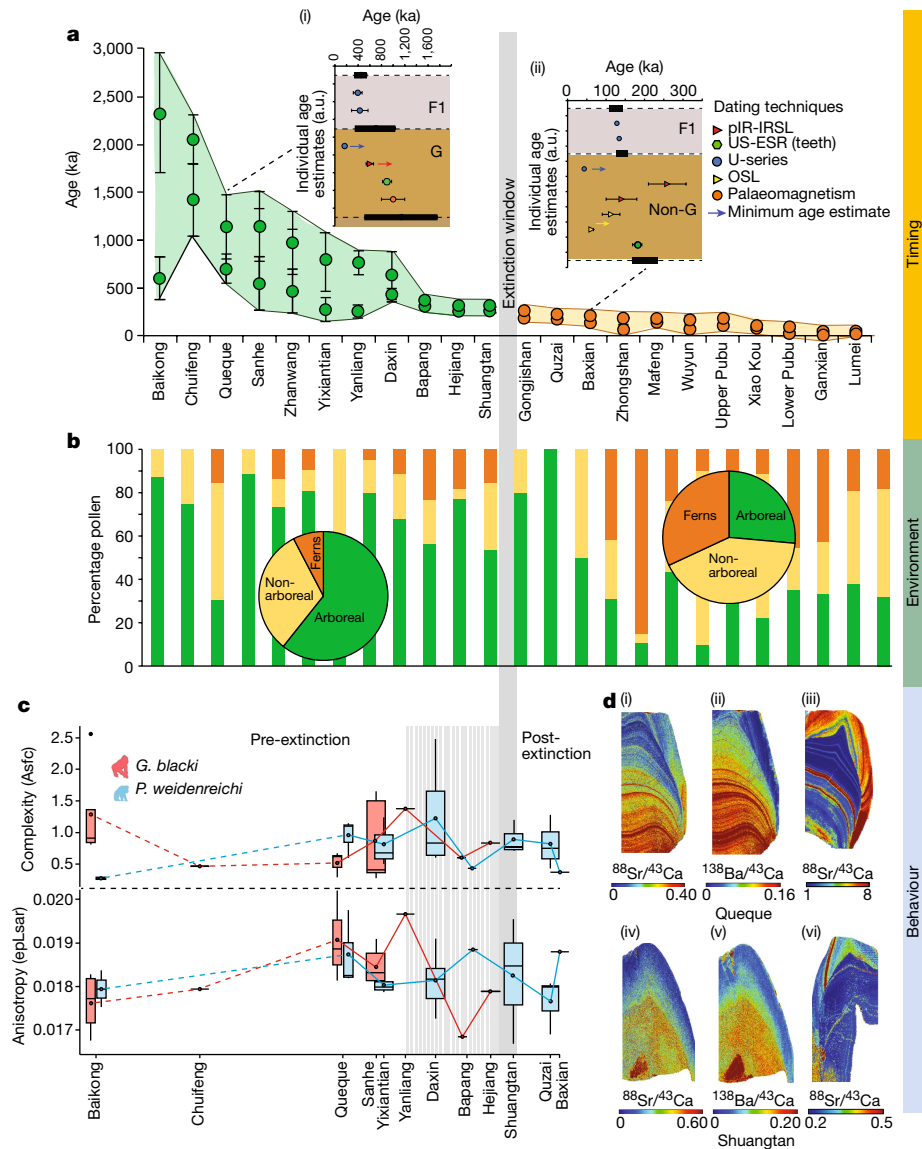 a
(i)
Age (ka)
0
400
800
1,200
1,600
Individual age
estimates (a.u.)
F1
G
(ii)
Age (ka)
0
100
200
300
Individual age
estimates (a.u.)
F1
Non-G
Dating techniques
pIR-IRSL
US-ESR (teeth)
U-series
OSL
Palaeomagnetism
Minimum age estimate
Age (ka)
3,000
2,500
2,000
1,500
1,000
500
0
Extinction window
Timing
Baikong
Chuifeng
Queque
Sanhe
Zhanwang
Yixiantian
Yanliang
Daxin
Bapang
Hejiang
Shuangtan
Gongjishan
Quzai
Baxian
Zhongshan
Mafeng
Wuyun
Upper Pubu
Xiao Kou
Lower Pubu
Ganxian
Lumei
b
Percentage pollen
100
80
60
40
20
0
Ferns
Non-
arboreal
Arboreal
Ferns
Arboreal
Non-
arboreal
Environment
c
Pre-extinction
Post-
extinction
G. blacki
P. weidenreichi
Complexity (Asfc)
2.5
2.0
1.5
1.0
0.5
Anisotropy (epLsar)
0.020
0.019
0.018
0.017
Baikong
Chuifeng
Queque
Sanhe
Yixiantian
Yanliang
Daxin
Bapang
Hejiang
Shuangtan
Quzai
Baxian
d
(i)
(ii)
(iii)
88Sr/43Ca
0 0.40
138Ba/43Ca
0 0.16
88Sr/43Ca
1 8
Queque
(iv)
(v)
(vi)
88Sr/43Ca
0 0.60
138Ba/43Ca
0 0.20
88Sr/43Ca
0.2 0.5
Shuangtan
Behaviour